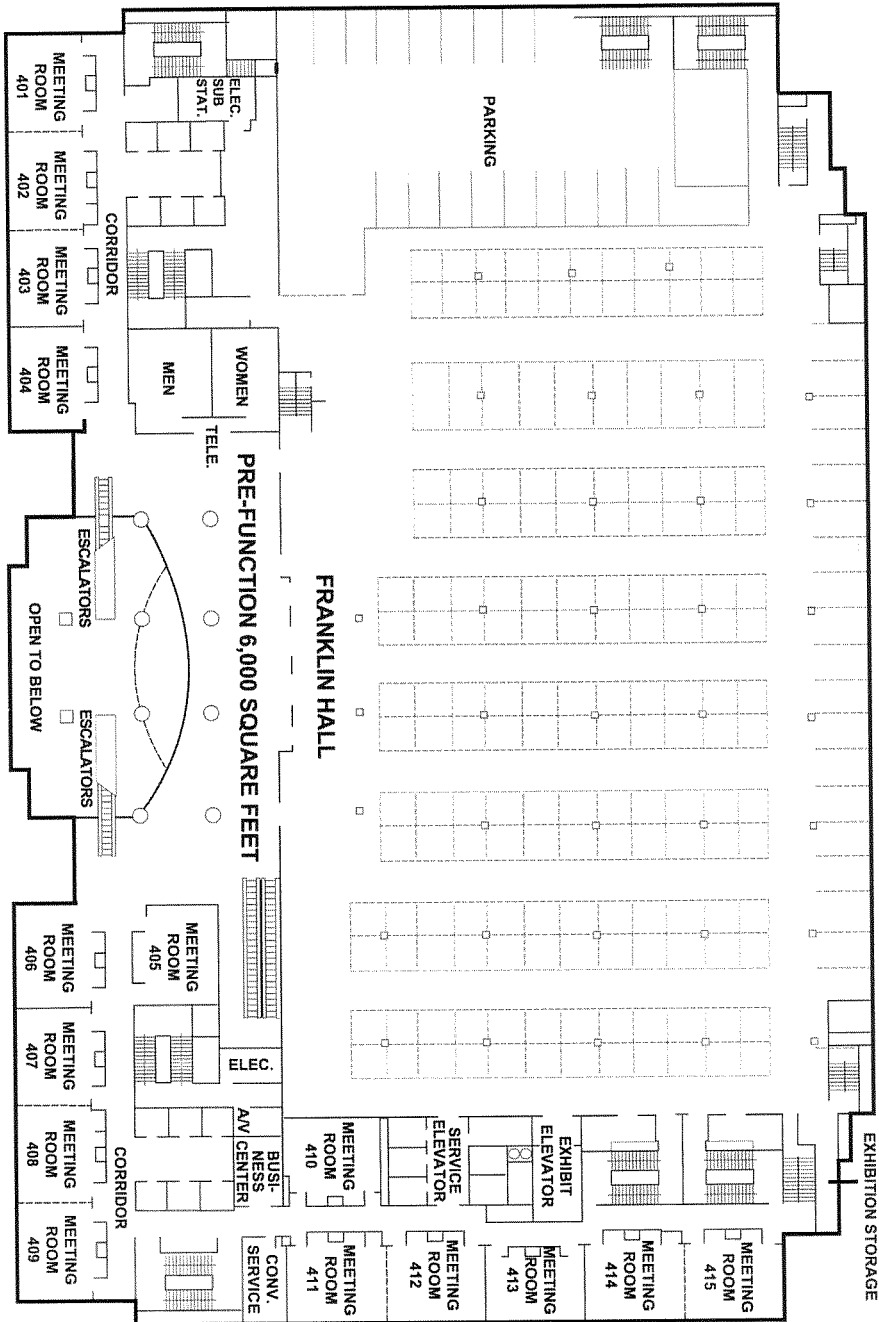 EXHIBITION STORAGE
PARKING
FRANKLIN HALL
PRE-FUNCTION 6,000 SQUARE FEET
ELEC.
SUB
STAT.
WOMEN
MEN
TELE.
CORRIDOR
MEETING
ROOM
401
MEETING
ROOM
402
MEETING
ROOM
403
MEETING
ROOM
404
ESCALATORS
ESCALATORS
OPEN TO BELOW
MEETING
ROOM
405
MEETING
ROOM
406
MEETING
ROOM
407
MEETING
ROOM
408
MEETING
ROOM
409
CORRIDOR
ELEC.
A/V
BUSI-
NESS
CENTER
CONV.
SERVICE
MEETING
ROOM
410
SERVICE
ELEVATOR
EXHIBIT
ELEVATOR
MEETING
ROOM
411
MEETING
ROOM
412
MEETING
ROOM
413
MEETING
ROOM
414
MEETING
ROOM
415